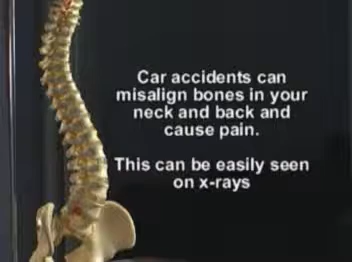 Car accidents can
misalign bones in your
neck and back and
cause pain.
This can be easily seen
on x-rays